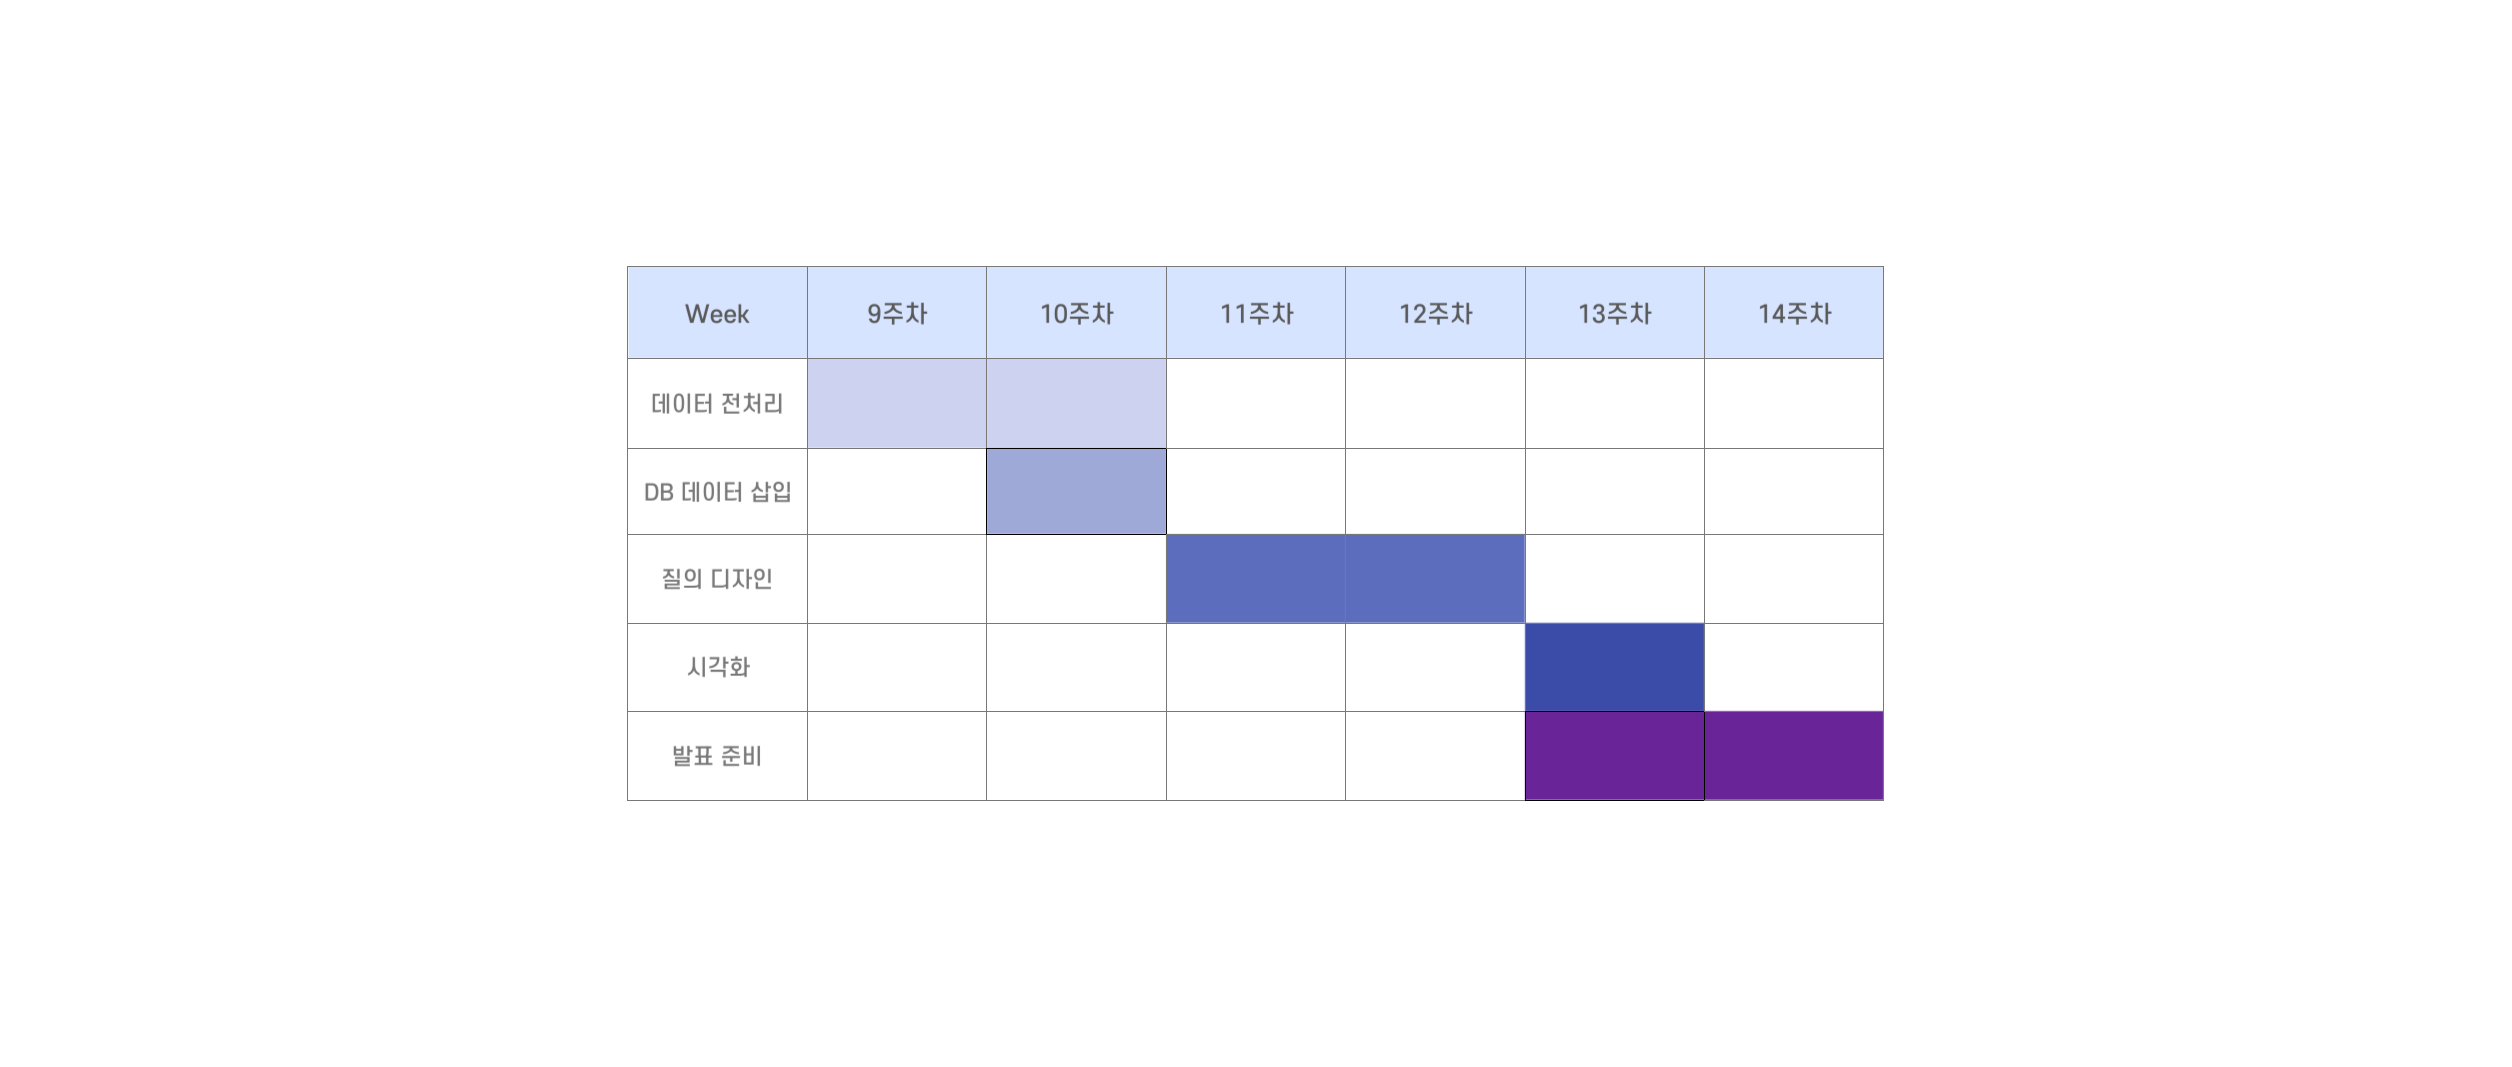 Week 9주차 10주차 11주차 12주차 13주차 14주차
데이터 전처리
DB 데이터 삽입
질의 디자인
시각화
발표 준비